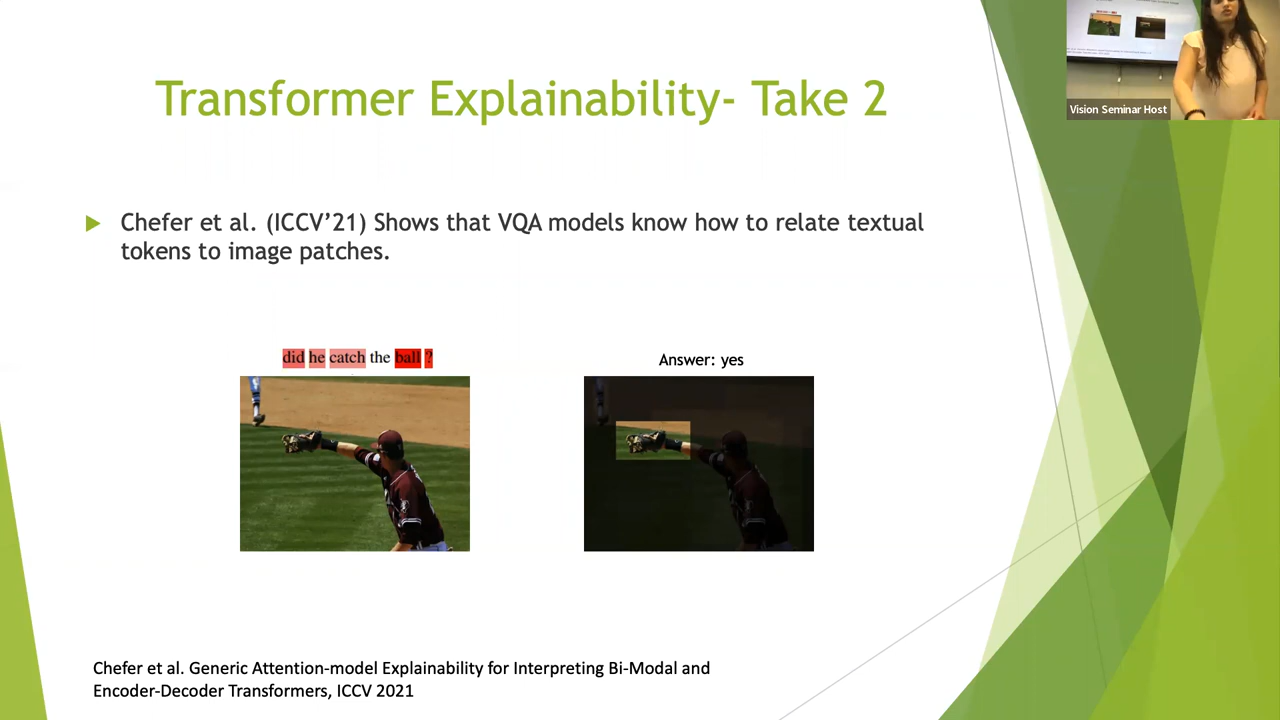 Transformer Explainability- Take 2
Vision Seminar Host
Chefer et al. (ICCV’21) Shows that VQA models know how to relate textual
tokens to image patches.
did he catch the ball ?
Answer: yes
Chefer et al. Generic Attention-model Explainability for Interpreting Bi-Modal and
Encoder-Decoder Transformers, ICCV 2021